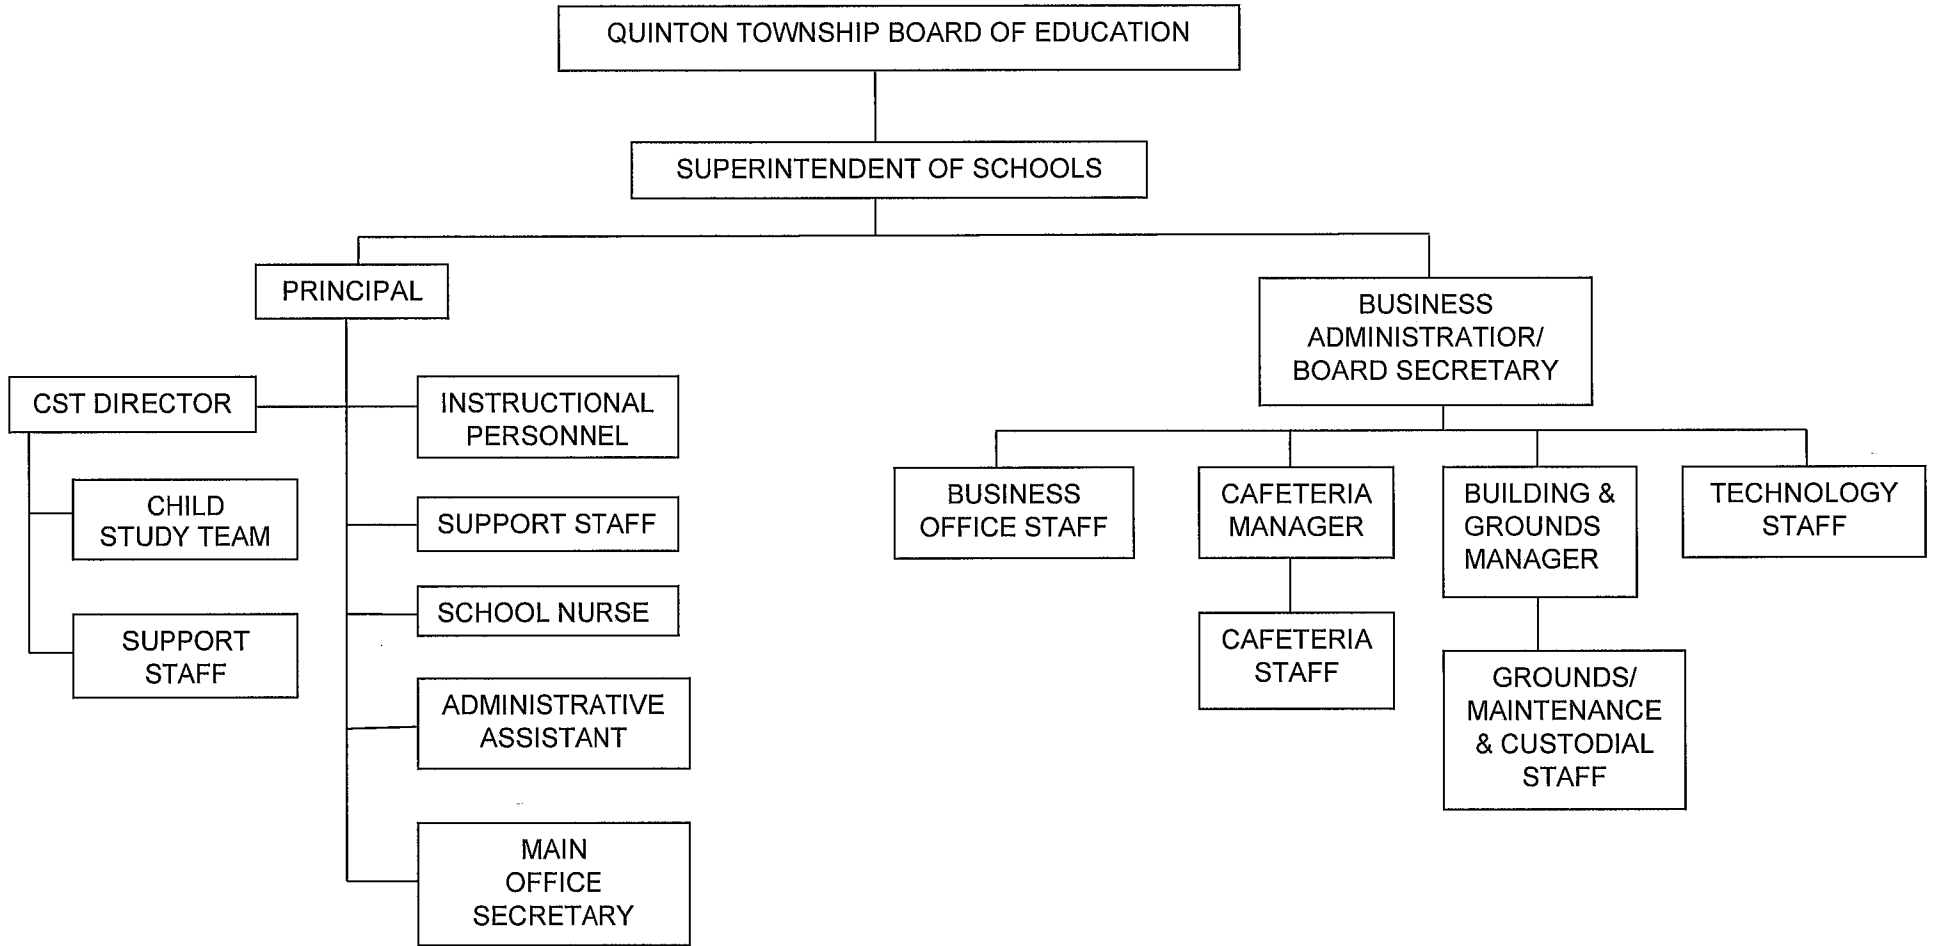 QUINTON TOWNSHIP BOARD OF EDUCATION
SUPERINTENDENT OF SCHOOLS
PRINCIPAL
CST DIRECTOR
CHILD
STUDY TEAM
SUPPORT
STAFF
INSTRUCTIONAL
PERSONNEL
SUPPORT STAFF
SCHOOL NURSE
ADMINISTRATIVE
ASSISTANT
MAIN
OFFICE
SECRETARY
BUSINESS
ADMINISTRATIOR/
BOARD SECRETARY
BUSINESS
OFFICE STAFF
CAFETERIA
MANAGER
CAFETERIA
STAFF
BUILDING &
GROUNDS
MANAGER
GROUNDS/
MAINTENANCE
& CUSTODIAL
STAFF
TECHNOLOGY
STAFF